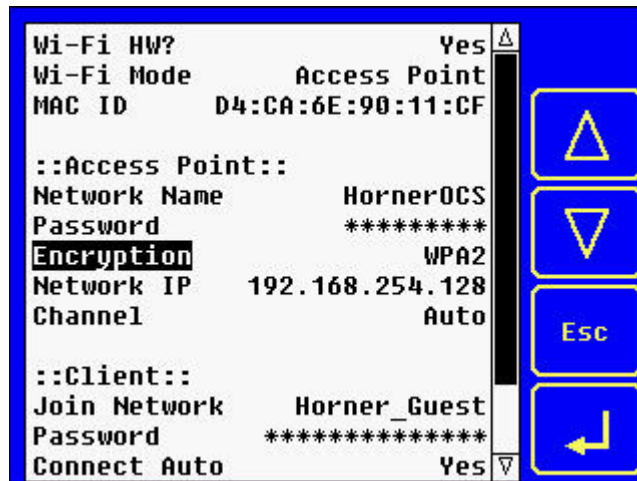 Wi-Fi HW? Yes
Wi-Fi Mode Access Point
MAC ID D4:CA:6E:90:11:CF
::Access Point::
Network Name HornerOCS
Password *********
Encryption WPA2
Network IP 192.168.254.128
Channel Auto
::Client::
Join Network Horner_Guest
Password **************
Connect Auto Yes
Esc